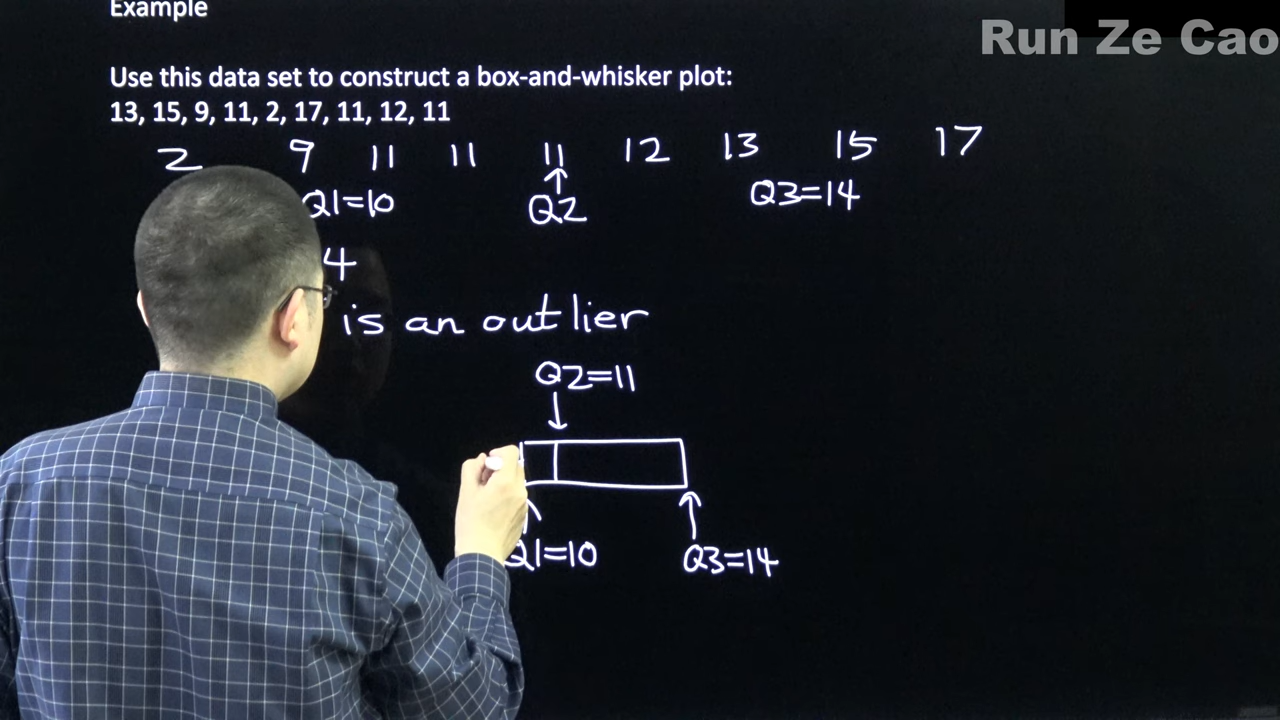 Example
Run Ze Cao
Use this data set to construct a box-and-whisker plot:
13, 15, 9, 11, 2, 17, 11, 12, 11
2 9 11 11 11 12 13 15 17
Q1=10 Q2 Q3=14
4
is an outlier
Q2=11
Q1=10 Q3=14